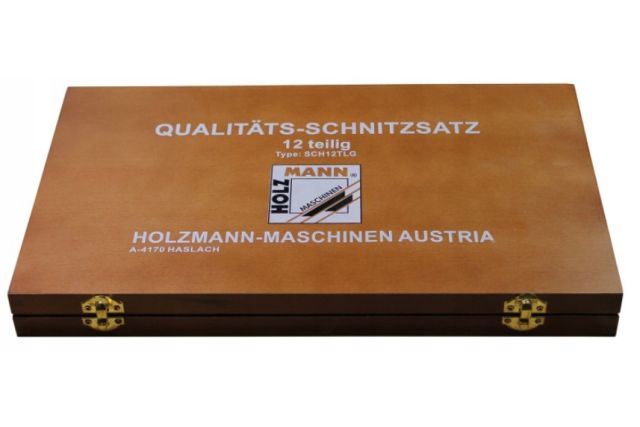 QUALITÄTS-SCHNITZSATZ
12 teilig
Type: SCH12TLG
HOLZ
MANN ®
MASCHINEN
HOLZMANN-MASCHINEN AUSTRIA
A-4170 HASLACH